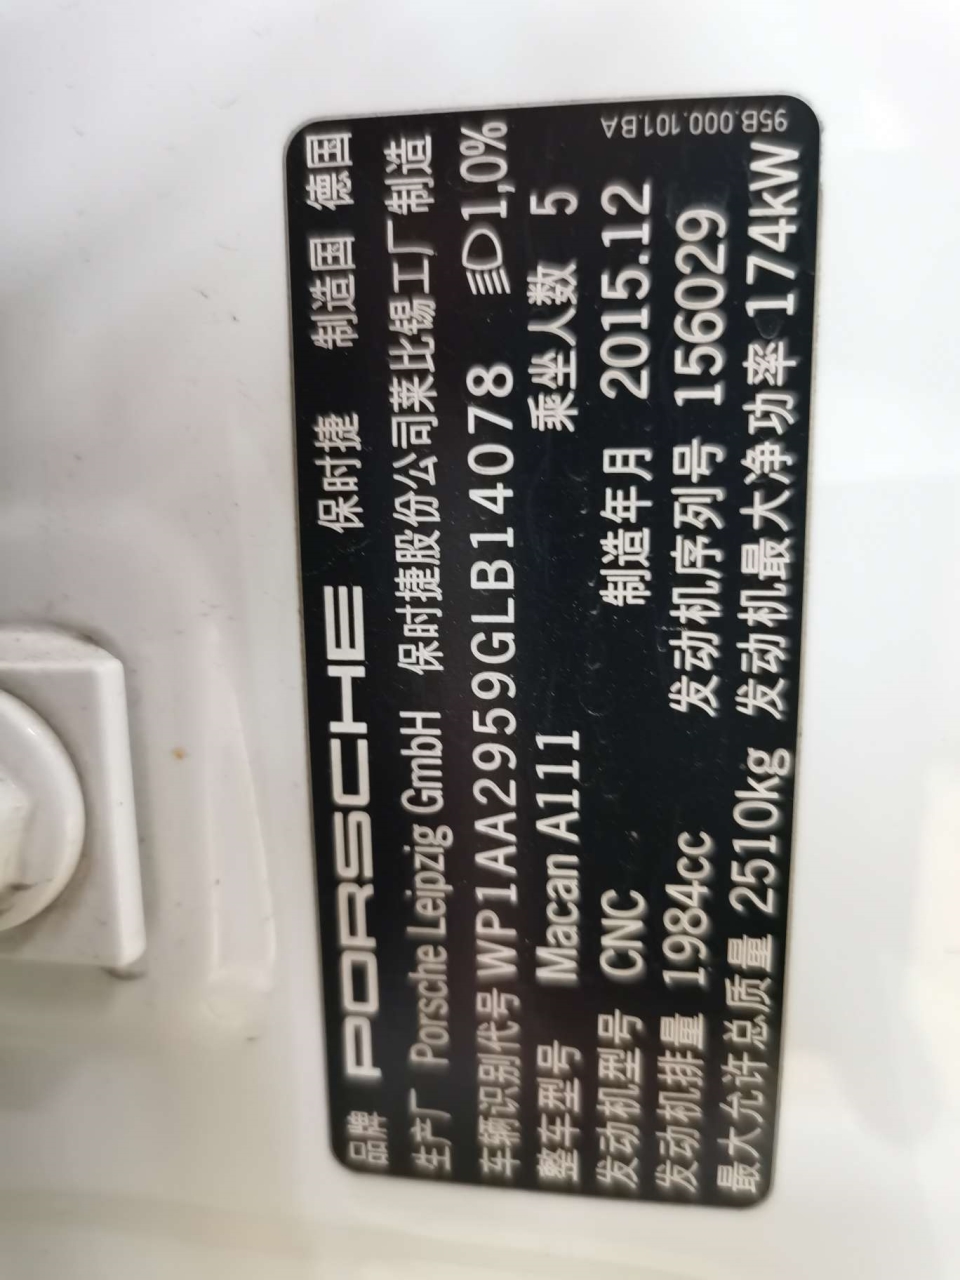 品牌 PORSCHE 保时捷 制造国 德国
生产厂 Porsche Leipzig GmbH 保时捷股份公司莱比锡工厂制造
车辆识别代号 WP1AA2959GLB14078 1,0%
整车型号 Macan A111 乘坐人数 5
发动机型号 CNC 制造年月 2015.12
发动机排量 1984cc 发动机序列号 156029
最大允许总质量 2510kg 发动机最大净功率 174kW
95B.000.101.BA